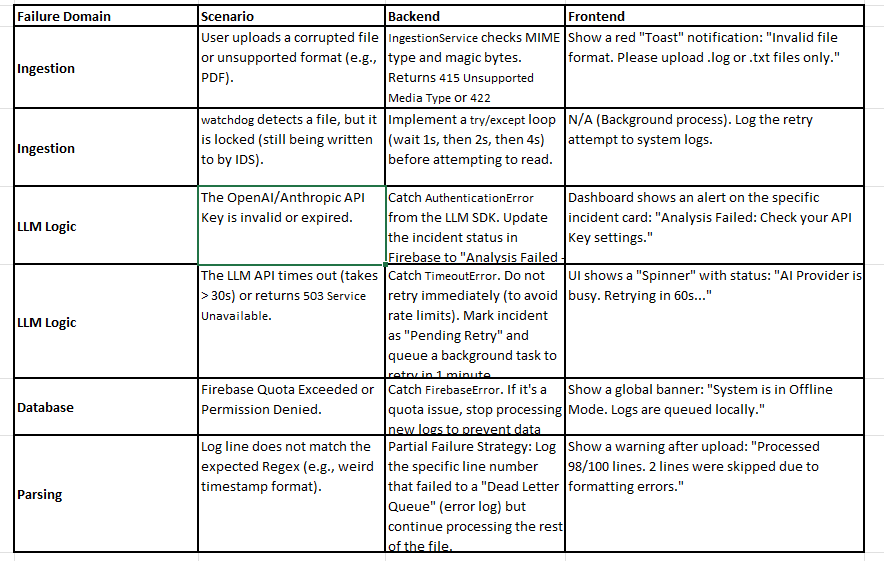 Failure Domain Scenario Backend Frontend
Ingestion
User uploads a corrupted file
or unsupported format (e.g.,
PDF).
IngestionService checks MIME
type and magic bytes.
Returns 415 Unsupported
Media Type or 422
Show a red "Toast" notification: "Invalid file
format. Please upload .log or .txt files only."
Ingestion
watchdog detects a file, but it
is locked (still being written
to by IDS).
Implement a try/except loop
(wait 1s, then 2s, then 4s)
before attempting to read.
N/A (Background process). Log the retry
attempt to system logs.
LLM Logic
The OpenAI/Anthropic API
Key is invalid or expired.
Catch AuthenticationError
from the LLM SDK. Update
the incident status in
Firebase to "Analysis Failed -
Dashboard shows an alert on the specific
incident card: "Analysis Failed: Check your API
Key settings."
LLM Logic
The LLM API times out (takes
> 30s) or returns 503 Service
Unavailable.
Catch TimeoutError. Do not
retry immediately (to avoid
rate limits). Mark incident
as "Pending Retry" and
queue a background task to
retry in 1 minute
UI shows a "Spinner" with status: "AI Provider is
busy. Retrying in 60s..."
Database
Firebase Quota Exceeded or
Permission Denied.
Catch FirebaseError. If it's a
quota issue, stop processing
new logs to prevent data
Show a global banner: "System is in Offline
Mode. Logs are queued locally."
Parsing
Log line does not match the
expected Regex (e.g., weird
timestamp format).
Partial Failure Strategy: Log
the specific line number
that failed to a "Dead Letter
Queue" (error log) but
continue processing the rest
of the file.
Show a warning after upload: "Processed
98/100 lines. 2 lines were skipped due to
formatting errors."